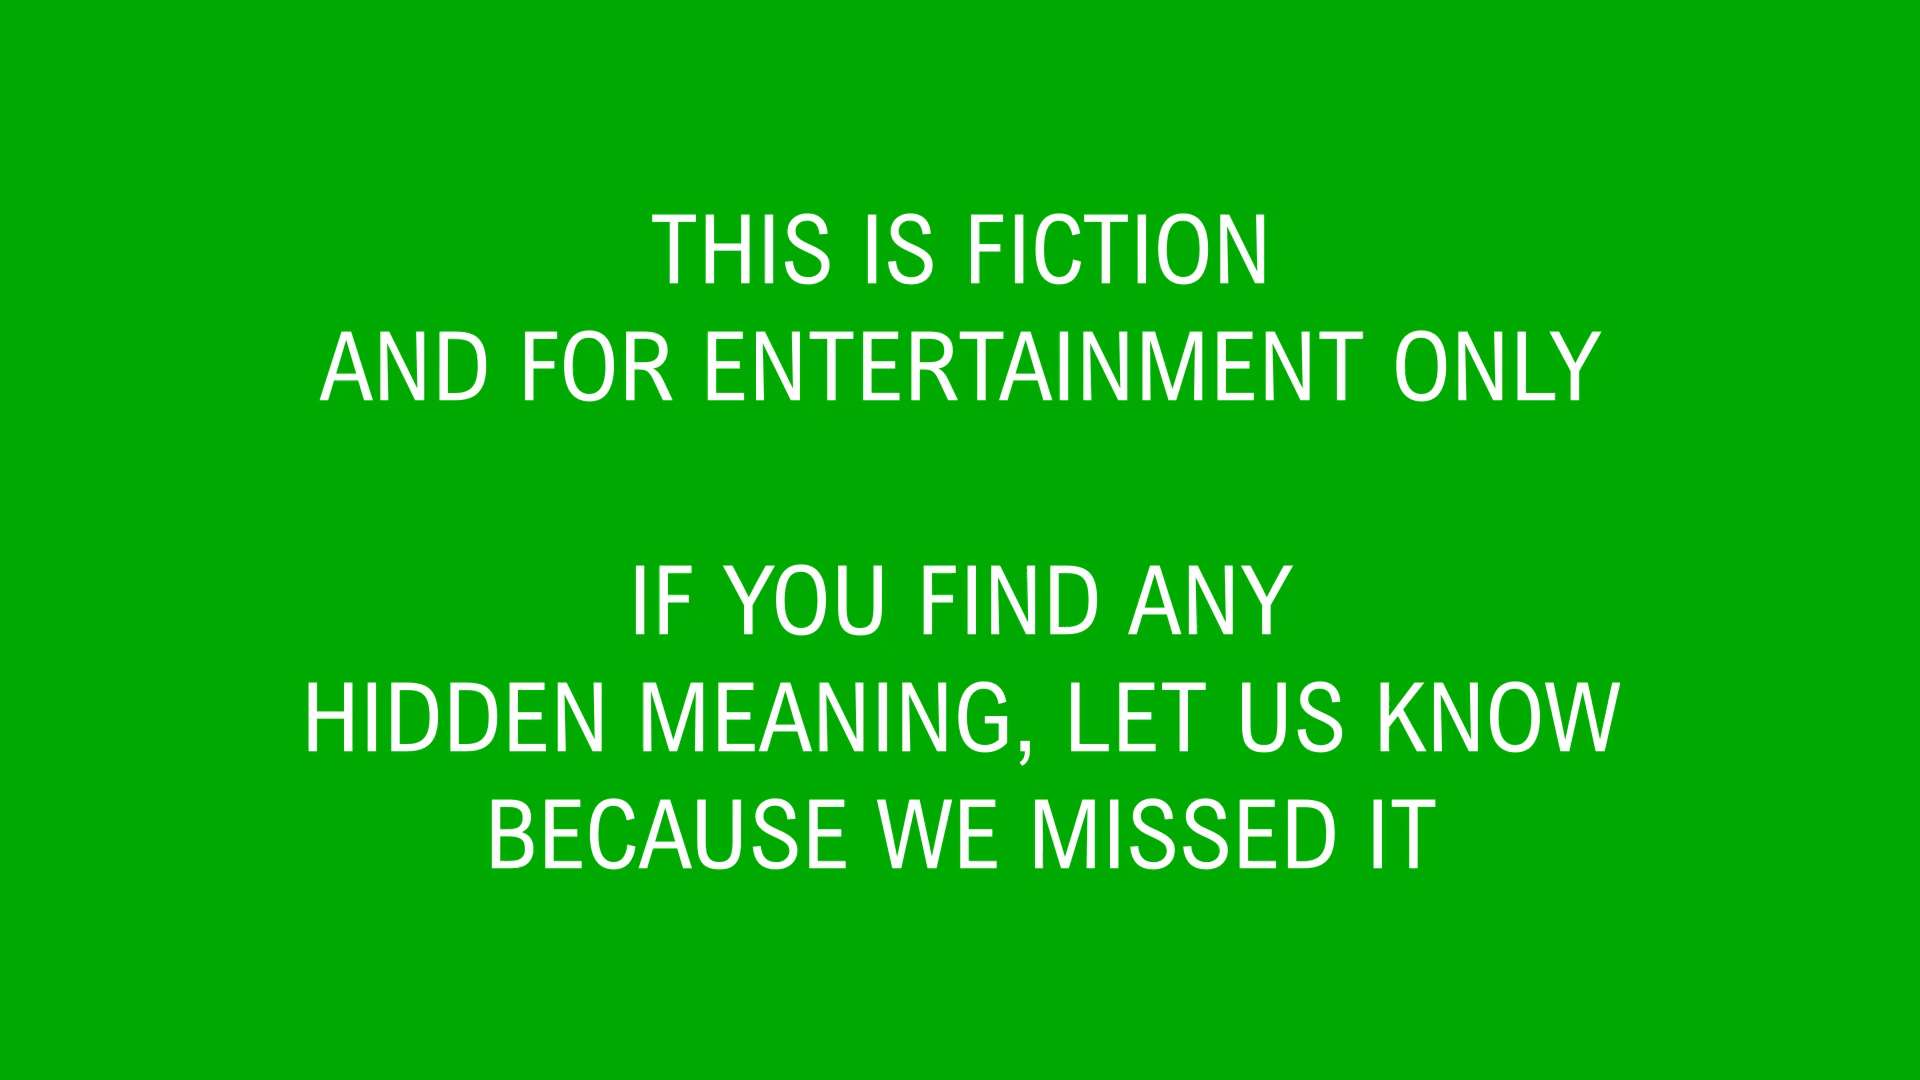 THIS IS FICTION
AND FOR ENTERTAINMENT ONLY
IF YOU FIND ANY
HIDDEN MEANING, LET US KNOW
BECAUSE WE MISSED IT